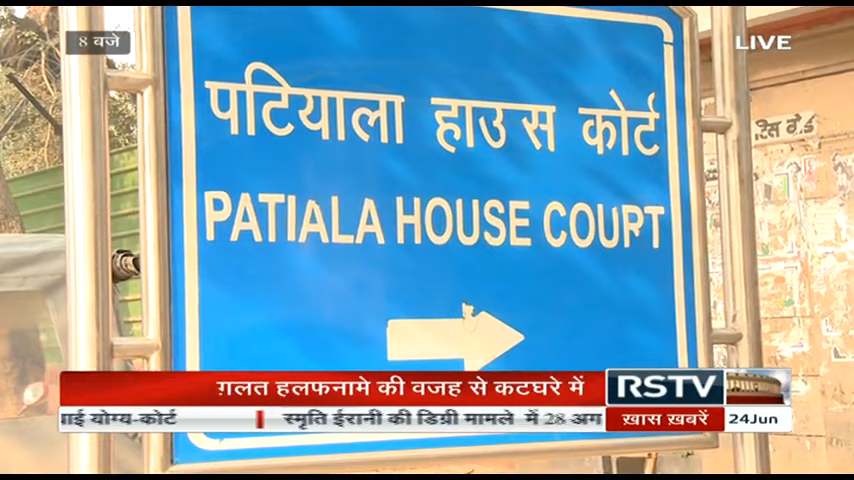 8 बजे
LIVE
पटियाला हाउस कोर्ट
PATIALA HOUSE COURT
ग़लत हलफनामे की वजह से कटघरे में
RSTV
योग्य-कोर्ट
स्मृति ईरानी की डिग्री मामले में 28 अग
ख़ास ख़बरें
24Jun